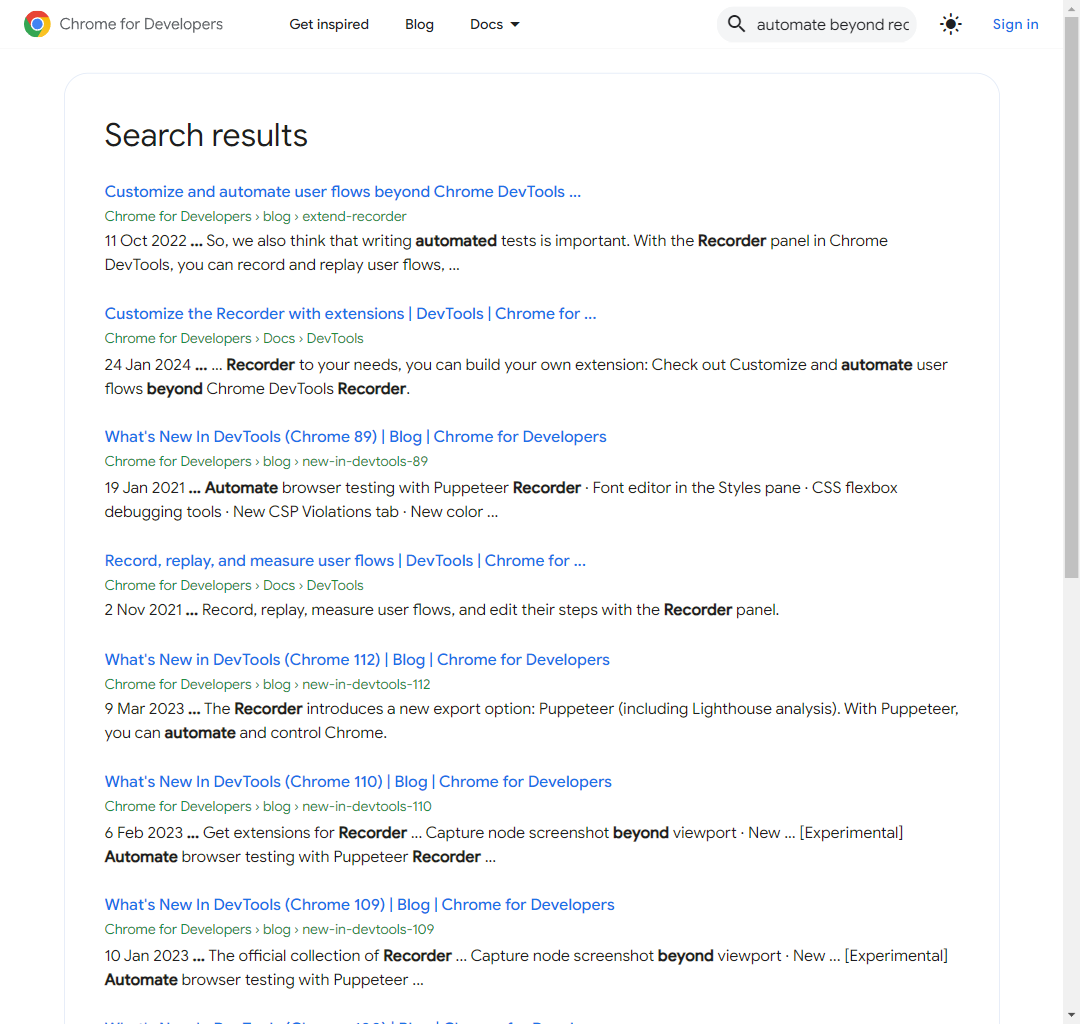 Chrome for Developers
Get inspired
Blog
Docs
automate beyond rec
Sign in
Search results
Customize and automate user flows beyond Chrome DevTools ...
Chrome for Developers › blog › extend-recorder
11 Oct 2022 ... So, we also think that writing automated tests is important. With the Recorder panel in Chrome
DevTools, you can record and replay user flows, ...
Customize the Recorder with extensions | DevTools | Chrome for ...
Chrome for Developers › Docs › DevTools
24 Jan 2024 ... ... Recorder to your needs, you can build your own extension: Check out Customize and automate user
flows beyond Chrome DevTools Recorder.
What's New In DevTools (Chrome 89) | Blog | Chrome for Developers
Chrome for Developers › blog › new-in-devtools-89
19 Jan 2021 ... Automate browser testing with Puppeteer Recorder · Font editor in the Styles pane · CSS flexbox
debugging tools · New CSP Violations tab · New color ...
Record, replay, and measure user flows | DevTools | Chrome for ...
Chrome for Developers › Docs › DevTools
2 Nov 2021 ... Record, replay, measure user flows, and edit their steps with the Recorder panel.
What's New in DevTools (Chrome 112) | Blog | Chrome for Developers
Chrome for Developers › blog › new-in-devtools-112
9 Mar 2023 ... The Recorder introduces a new export option: Puppeteer (including Lighthouse analysis). With Puppeteer,
you can automate and control Chrome.
What's New In DevTools (Chrome 110) | Blog | Chrome for Developers
Chrome for Developers › blog › new-in-devtools-110
6 Feb 2023 ... Get extensions for Recorder ... Capture node screenshot beyond viewport · New ... [Experimental]
Automate browser testing with Puppeteer Recorder ...
What's New In DevTools (Chrome 109) | Blog | Chrome for Developers
Chrome for Developers › blog › new-in-devtools-109
10 Jan 2023 ... The official collection of Recorder ... Capture node screenshot beyond viewport · New ... [Experimental]
Automate browser testing with Puppeteer ...